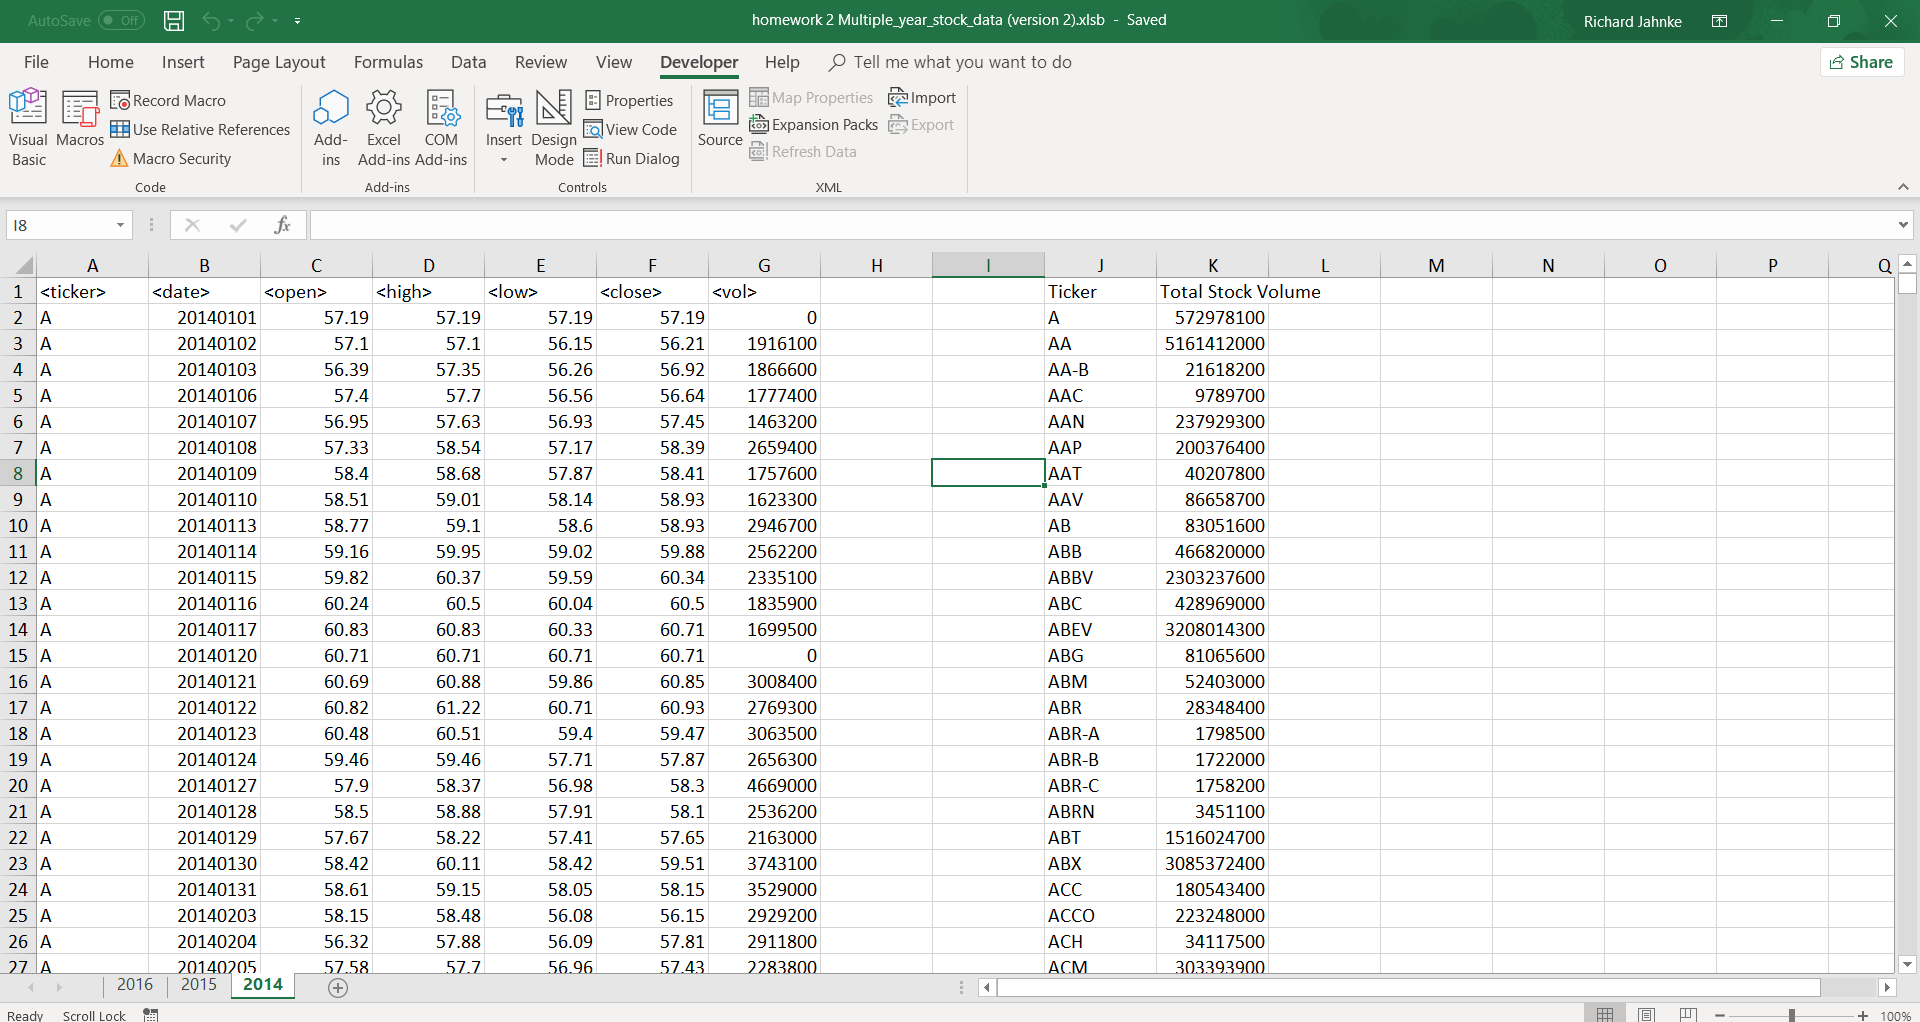 AutoSave Off homework 2 Multiple_year_stock_data (version 2).xlsb - Saved Richard Jahnke
File Home Insert Page Layout Formulas Data Review View Developer Help Tell me what you want to do Share
Visual Basic Macros Record Macro Use Relative References Macro Security
Add-ins Excel Add-ins COM Add-ins
Insert Design Mode Properties View Code Run Dialog
Source Map Properties Expansion Packs Refresh Data Import Export
Code Add-ins Controls XML
I8 fx
A B C D E F G H I J K L M N O P Q
1 <ticker> <date> <open> <high> <low> <close> <vol> Ticker Total Stock Volume
2 A 20140101 57.19 57.19 57.19 57.19 0 A 572978100
3 A 20140102 57.1 57.1 56.15 56.21 1916100 AA 5161412000
4 A 20140103 56.39 57.35 56.26 56.92 1866600 AA-B 21618200
5 A 20140106 57.4 57.7 56.56 56.64 1777400 AAC 9789700
6 A 20140107 56.95 57.63 56.93 57.45 1463200 AAN 237929300
7 A 20140108 57.33 58.54 57.17 58.39 2659400 AAP 200376400
8 A 20140109 58.4 58.68 57.87 58.41 1757600 AAT 40207800
9 A 20140110 58.51 59.01 58.14 58.93 1623300 AAV 86658700
10 A 20140113 58.77 59.1 58.6 58.93 2946700 AB 83051600
11 A 20140114 59.16 59.95 59.02 59.88 2562200 ABB 466820000
12 A 20140115 59.82 60.37 59.59 60.34 2335100 ABBV 2303237600
13 A 20140116 60.24 60.5 60.04 60.5 1835900 ABC 428969000
14 A 20140117 60.83 60.83 60.33 60.71 1699500 ABEV 3208014300
15 A 20140120 60.71 60.71 60.71 60.71 0 ABG 81065600
16 A 20140121 60.69 60.88 59.86 60.85 3008400 ABM 52403000
17 A 20140122 60.82 61.22 60.71 60.93 2769300 ABR 28348400
18 A 20140123 60.48 60.51 59.4 59.47 3063500 ABR-A 1798500
19 A 20140124 59.46 59.46 57.71 57.87 2656300 ABR-B 1722000
20 A 20140127 57.9 58.37 56.98 58.3 4669000 ABR-C 1758200
21 A 20140128 58.5 58.88 57.91 58.1 2536200 ABRN 3451100
22 A 20140129 57.67 58.22 57.41 57.65 2163000 ABT 1516024700
23 A 20140130 58.42 60.11 58.42 59.51 3743100 ABX 3085372400
24 A 20140131 58.61 59.15 58.05 58.15 3529000 ACC 180543400
25 A 20140203 58.15 58.48 56.08 56.15 2929200 ACCO 223248000
26 A 20140204 56.32 57.88 56.09 57.81 2911800 ACH 34117500
27 A 20140205 57.58 57.7 56.96 57.43 2283800 ACM 303393900
2016 2015 2014
Ready Scroll Lock 100%